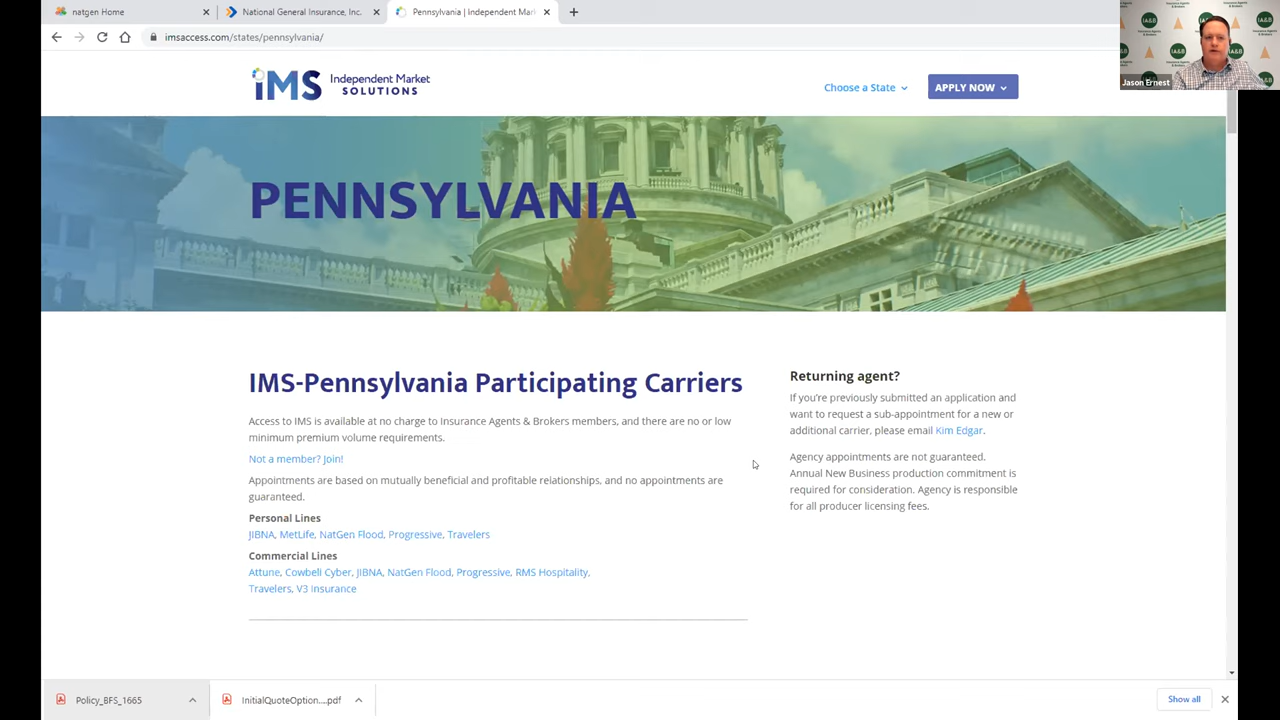 natgen Home
National General Insurance, Inc.
Pennsylvania | Independent Mar
imsaccess.com/states/pennsylvania/
IMS Independent Market
SOLUTIONS
Choose a State
APPLY NOW
Jason Ernest
PENNSYLVANIA
IMS-Pennsylvania Participating Carriers
Access to IMS is available at no charge to Insurance Agents & Brokers members, and there are no or low
minimum premium volume requirements.
Not a member? Join!
Appointments are based on mutually beneficial and profitable relationships, and no appointments are
guaranteed.
Personal Lines
JIBNA, MetLife, NatGen Flood, Progressive, Travelers
Commercial Lines
Attune, Cowbell Cyber, JIBNA, NatGen Flood, Progressive, RMS Hospitality,
Travelers, V3 Insurance
Returning agent?
If you're previously submitted an application and
want to request a sub-appointment for a new or
additional carrier, please email Kim Edgar.
Agency appointments are not guaranteed.
Annual New Business production commitment is
required for consideration. Agency is responsible
for all producer licensing fees.
Policy_BFS_1665
InitialQuoteOption....pdf
Show all